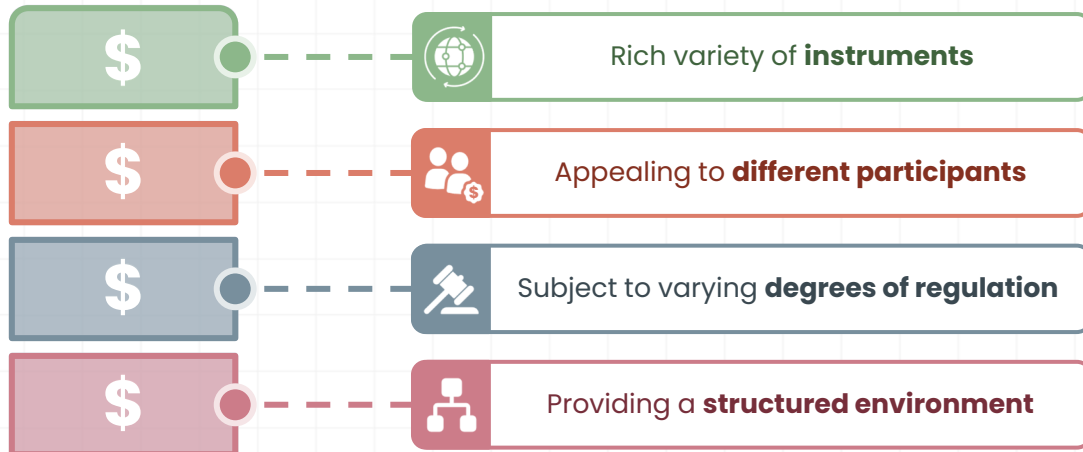 $
Rich variety of instruments
$
$
Appealing to different participants
$
Subject to varying degrees of regulation
$
Providing a structured environment